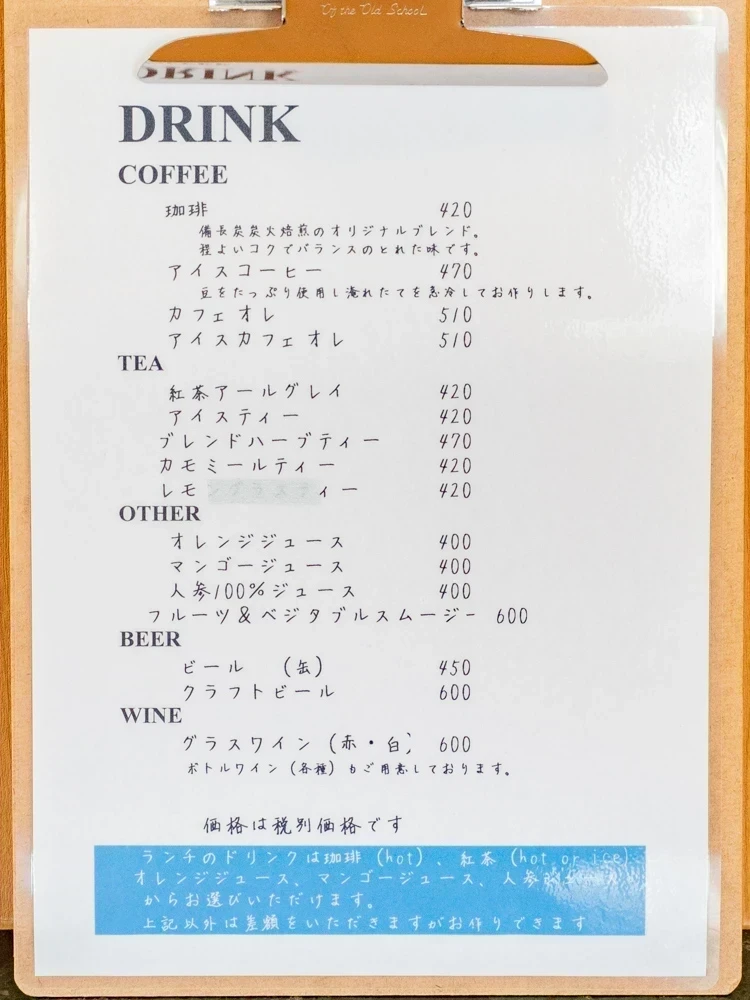 Of the Old School
DRINK
DRINK
COFFEE
珈琲 420
備長炭炭火焙煎のオリジナルブレンド。
程よいコクでバランスのとれた味です。
アイスコーヒー 470
豆をたっぷり使用し淹れたてを急冷してお作りします。
カフェオレ 510
アイスカフェオレ 510
TEA
紅茶アールグレイ 420
アイスティー 420
ブレンドハーブティー 470
カモミールティー 420
レモングラスティー 420
OTHER
オレンジジュース 400
マンゴージュース 400
人参100%ジュース 400
フルーツ&ベジタブルスムージー 600
BEER
ビール (缶) 450
クラフトビール 600
WINE
グラスワイン (赤・白) 600
ボトルワイン (各種) もご用意しております。
価格は税別価格です
ランチのドリンクは珈琲 (hot) 、紅茶 (hot or ice)
オレンジジュース、マンゴージュース、人参
からお選びいただけます。
上記以外は差額をいただきますがお作りできます